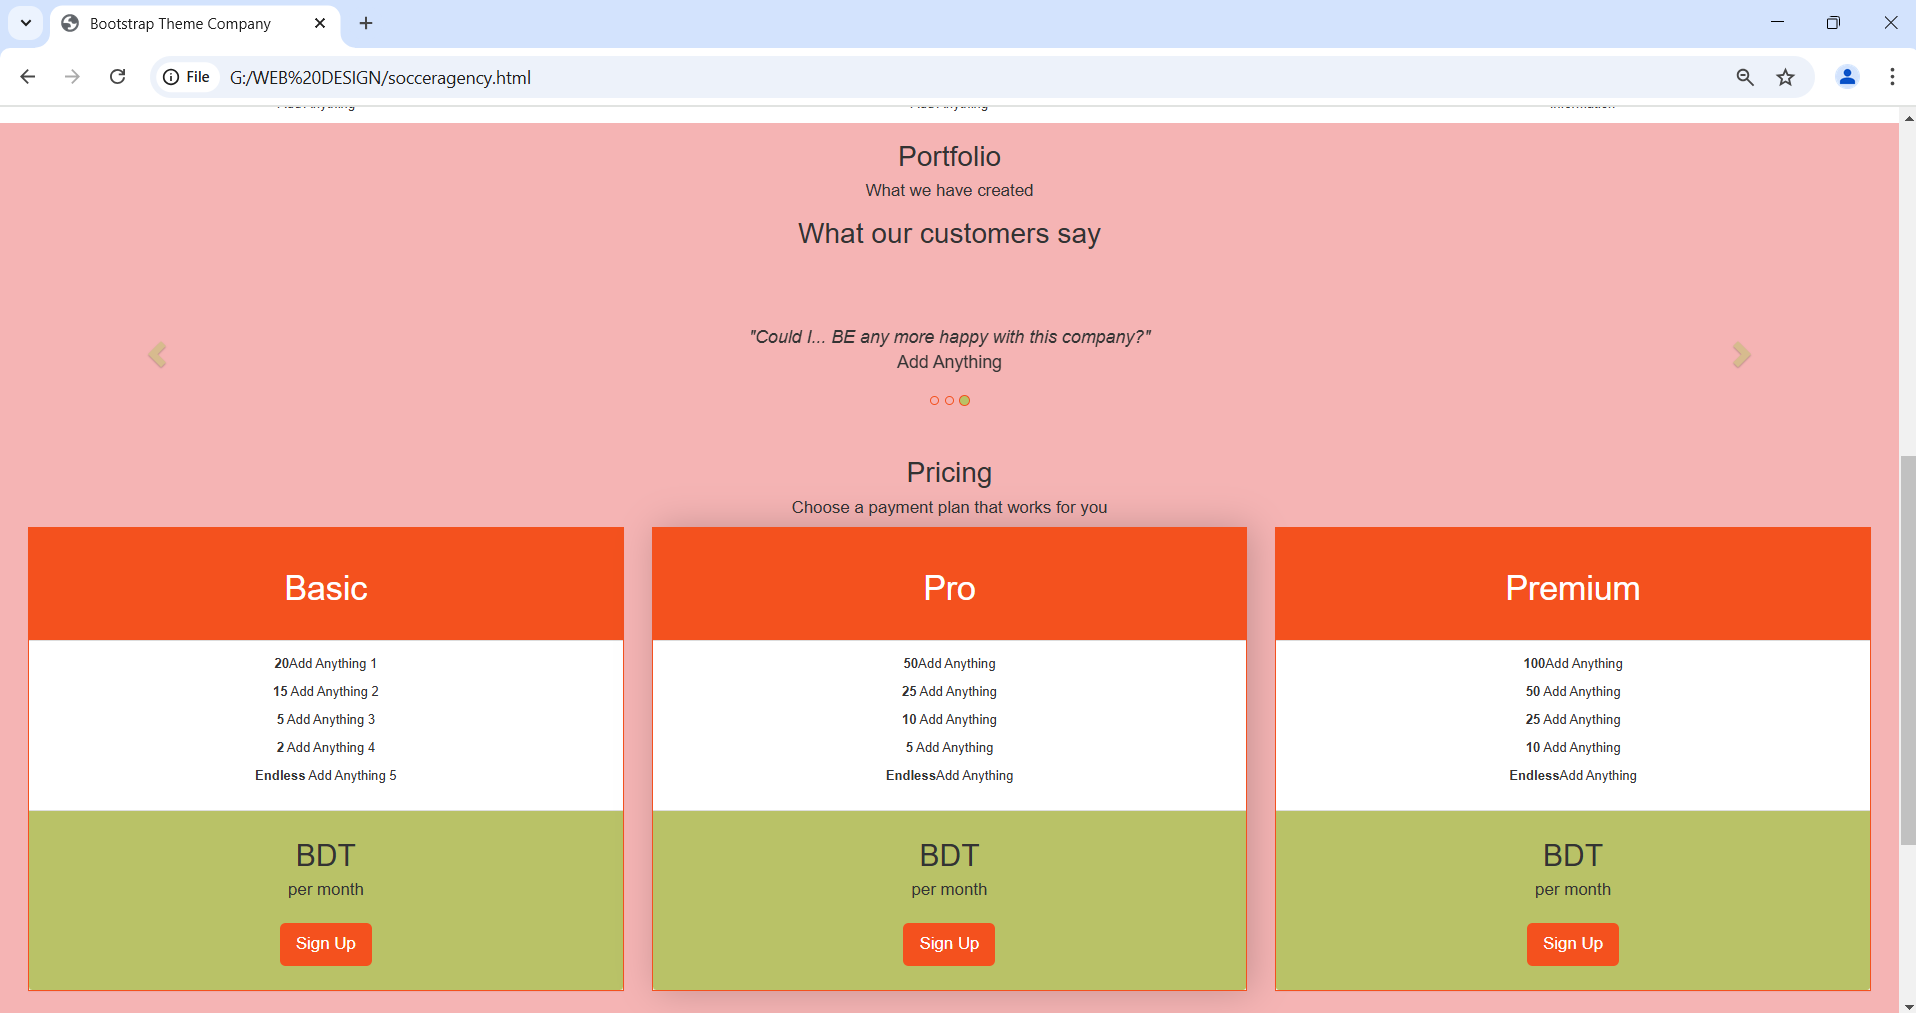 Bootstrap Theme Company
File
G:/WEB%20DESIGN/socceragency.html
Portfolio
What we have created
What our customers say
"Could I... BE any more happy with this company?"
Add Anything
Pricing
Choose a payment plan that works for you
Basic
20Add Anything 1
15 Add Anything 2
5 Add Anything 3
2 Add Anything 4
Endless Add Anything 5
BDT
per month
Sign Up
Pro
50Add Anything
25 Add Anything
10 Add Anything
5 Add Anything
EndlessAdd Anything
BDT
per month
Sign Up
Premium
100Add Anything
50 Add Anything
25 Add Anything
10 Add Anything
EndlessAdd Anything
BDT
per month
Sign Up